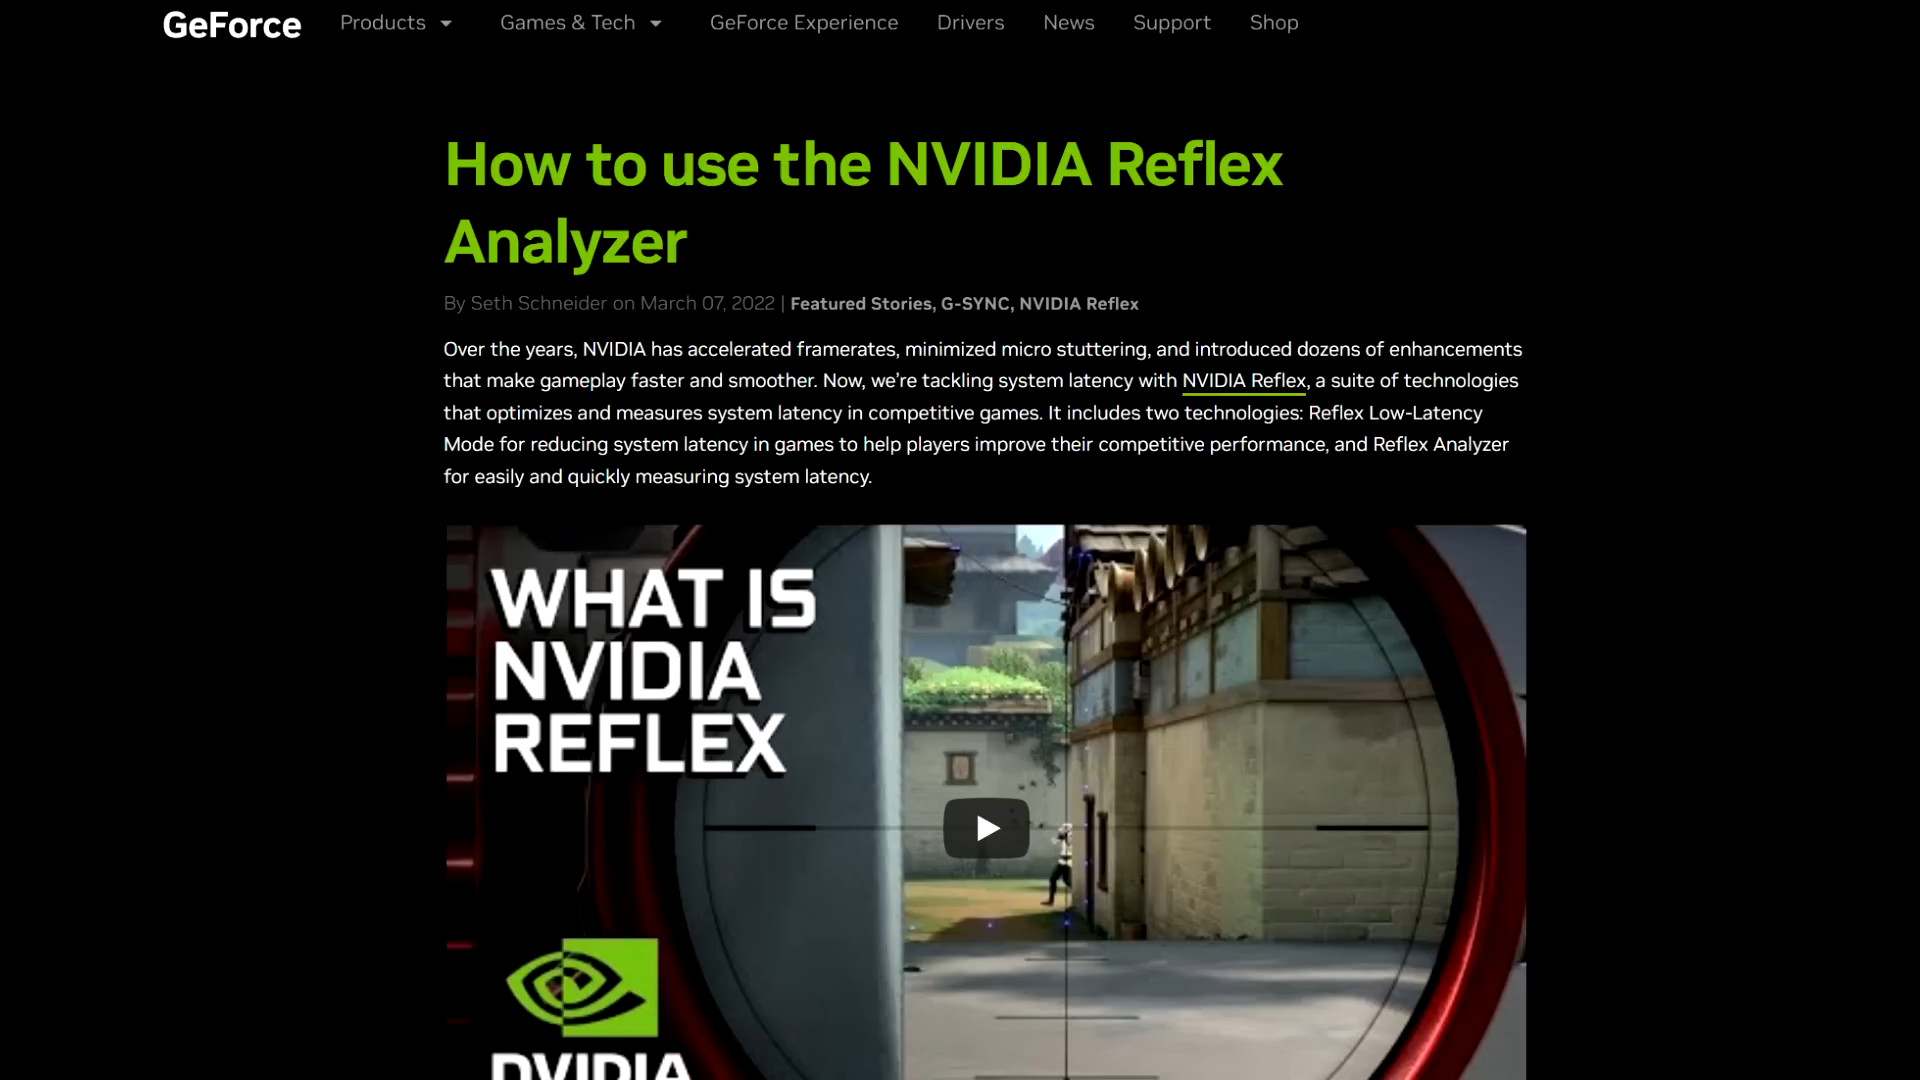 GeForce Products Games & Tech GeForce Experience Drivers News Support Shop
How to use the NVIDIA Reflex
Analyzer
By Seth Schneider on March 07, 2022 | Featured Stories, G-SYNC, NVIDIA Reflex
Over the years, NVIDIA has accelerated framerates, minimized micro stuttering, and introduced dozens of enhancements
that make gameplay faster and smoother. Now, we’re tackling system latency with NVIDIA Reflex, a suite of technologies
that optimizes and measures system latency in competitive games. It includes two technologies: Reflex Low-Latency
Mode for reducing system latency in games to help players improve their competitive performance, and Reflex Analyzer
for easily and quickly measuring system latency.
WHAT IS
NVIDIA
REFLEX
NVIDIA